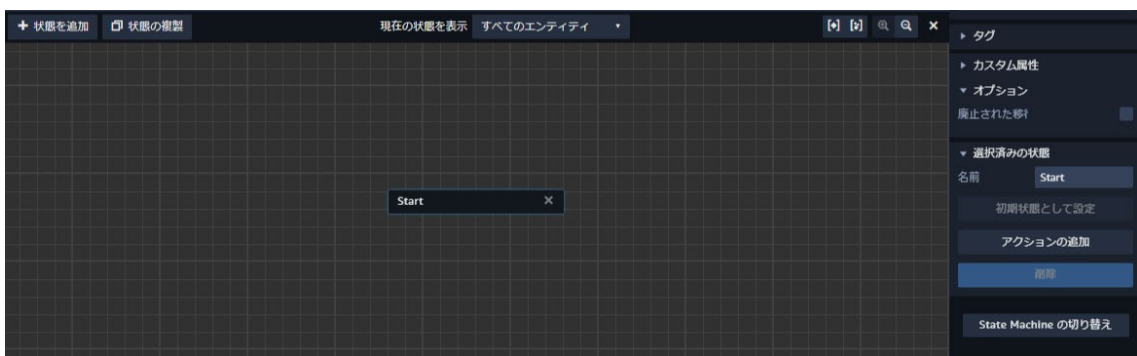 状態を追加 状態の複製 現在の状態を表示 すべてのエンティティ
タグ
カスタム属性
オプション
廃止された移
選択済みの状態
名前 Start
Start
初期状態として設定
アクションの追加
削除
State Machine の切り替え